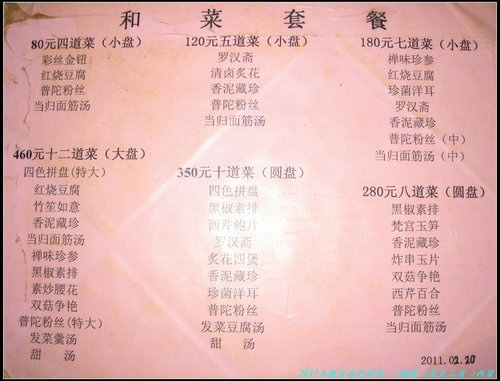 和菜套餐
80元四道菜（小盘）
彩丝金钮
红烧豆腐
普陀粉丝
当归面筋汤
120元五道菜（小盘）
罗汉斋
清卤炙花
香泥藏珍
普陀粉丝
当归面筋汤
180元七道菜（小盘）
禅味珍参
红烧豆腐
珍菌洋耳
罗汉斋
香泥藏珍
普陀粉丝（中）
当归面筋汤（中）
460元十二道菜（大盘）
四色拼盘(特大）
红烧豆腐
竹笙如意
香泥藏珍
当归面筋汤
禅味珍参
黑椒素排
素炒腰花
双菇争艳
普陀粉丝(特大）
发菜羹汤
甜 汤
350元十道菜（圆盘）
四色拼盘
黑椒素排
西芹鲍片
罗汉斋
炙花四煲
香泥藏珍
珍菌洋耳
普陀粉丝
发菜豆腐汤
甜 汤
280元八道菜（圆盘）
黑椒素排
梵宫玉笋
香泥藏珍
炸串玉片
双菇争艳
西芹百合
普陀粉丝
当归面筋汤
2011.02.20